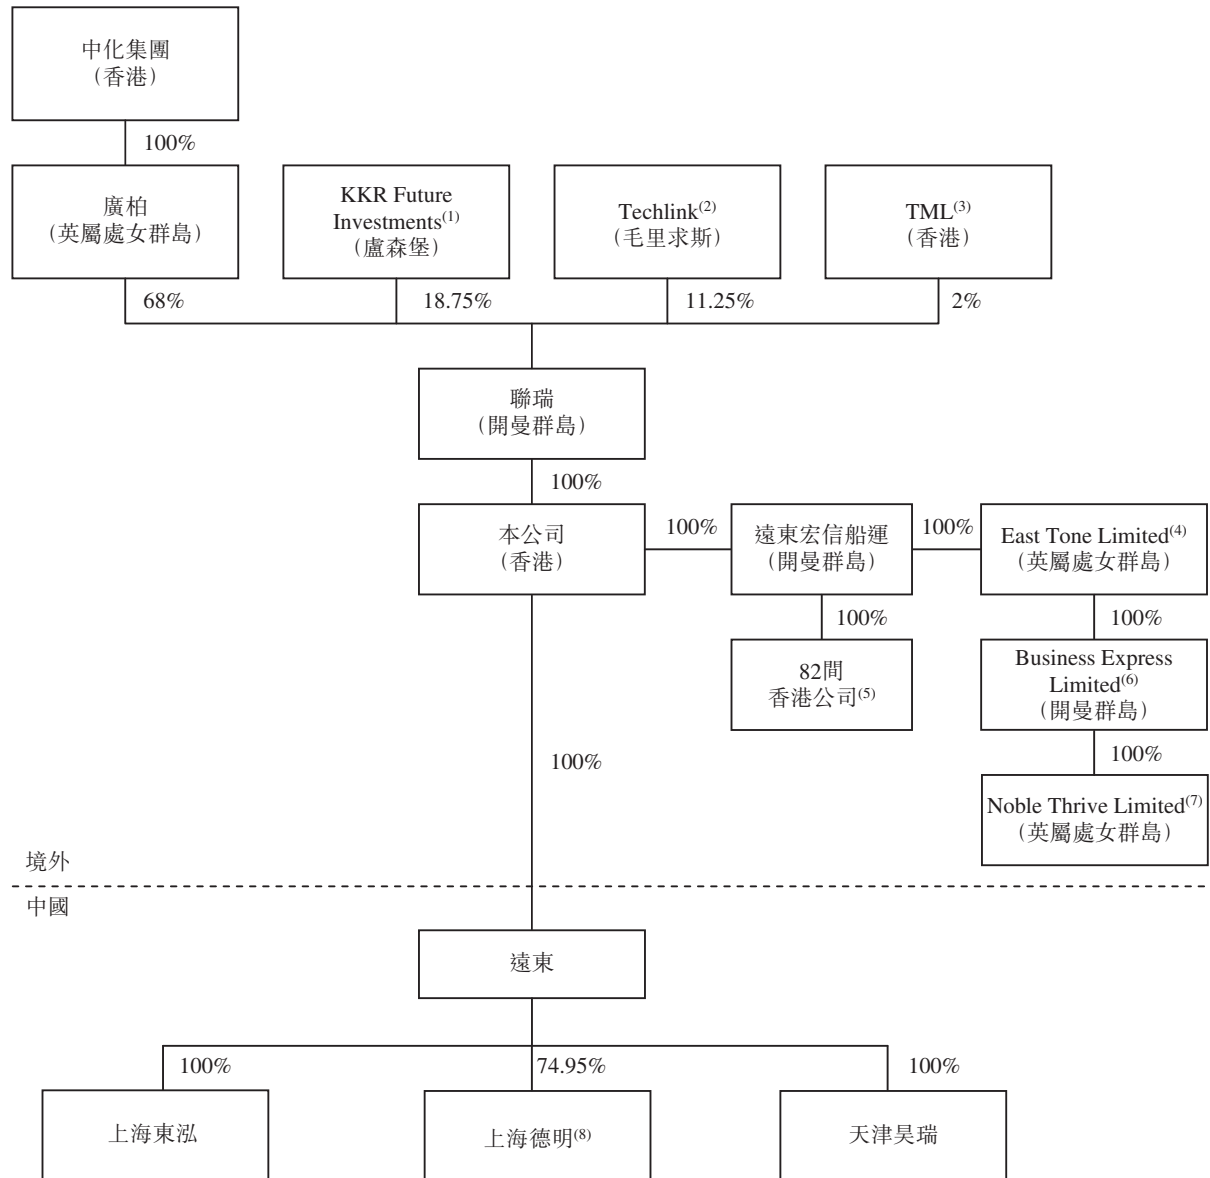 中化集團
（香港）
100%
廣柏
（英屬處女群島）
KKR Future
Investments(1)
（盧森堡）
Techlink(2)
（毛里求斯）
TML(3)
（香港）
68%
18.75%
11.25%
2%
聯瑞
（開曼群島）
100%
本公司
（香港）
100%
遠東宏信船運
（開曼群島）
100%
East Tone Limited(4)
（英屬處女群島）
100%
100%
82間
香港公司(5)
Business Express
Limited(6)
（開曼群島）
100%
100%
Noble Thrive Limited(7)
（英屬處女群島）
境外
中國
遠東
100%
74.95%
100%
上海東泓
上海德明(8)
天津昊瑞